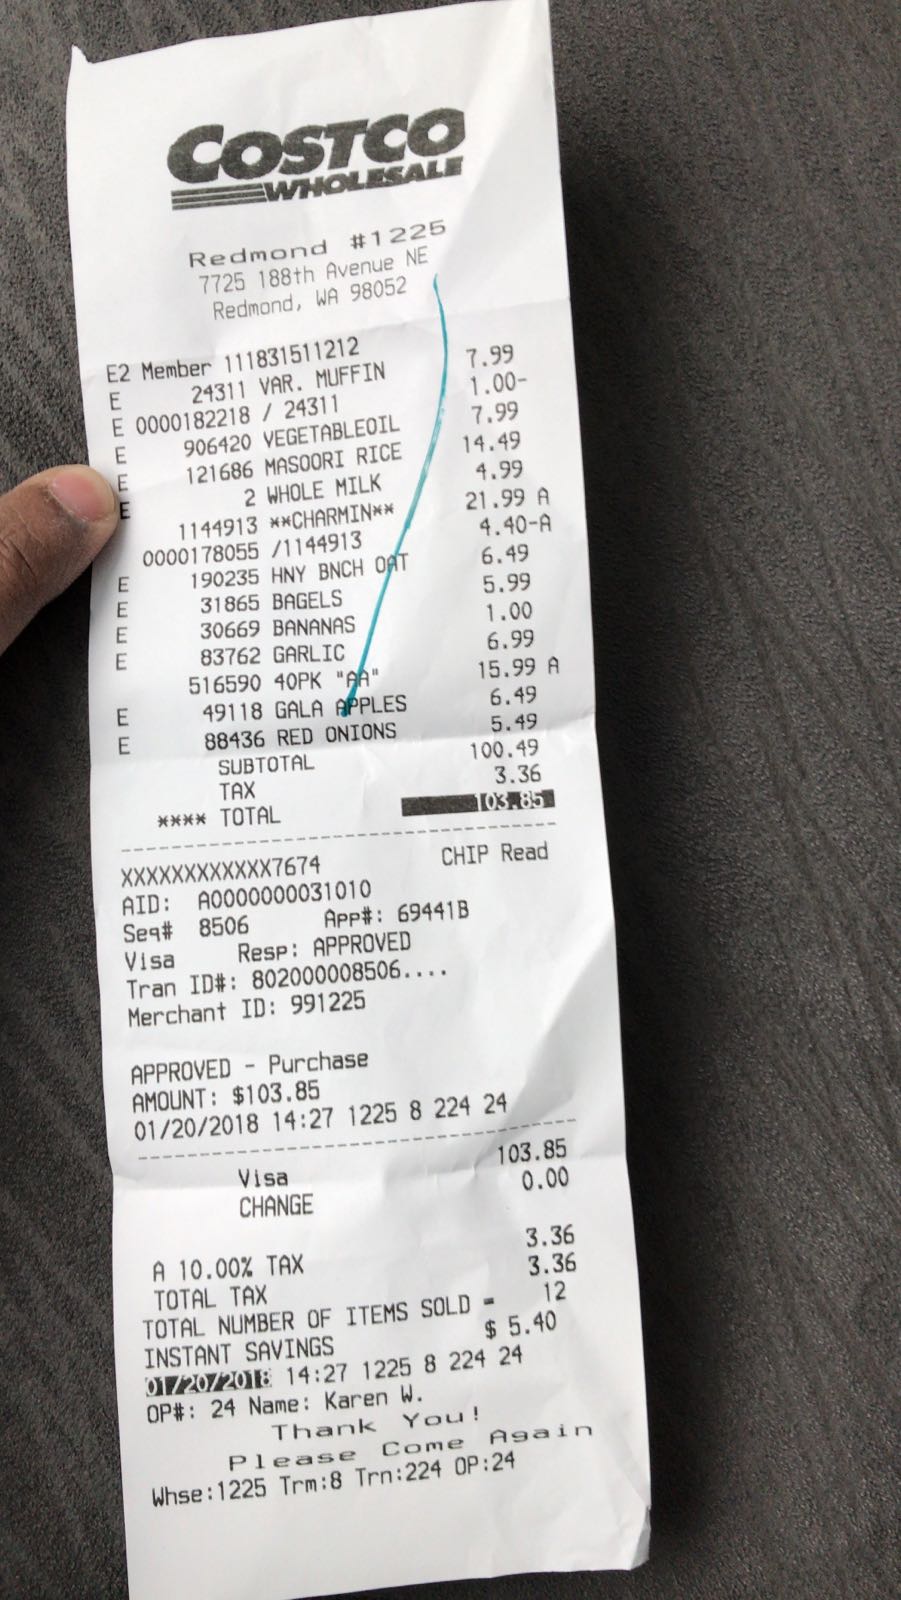 COSTCO
WHOLESALE
Redmond #1225
7725 188th Avenue NE
Redmond, WA 98052
E2 Member 111831511212
E 24311 VAR. MUFFIN 7.99
E 0000182218 / 24311 1.00-
E 906420 VEGETABLEOIL 7.99
E 121686 MASOORI RICE 14.49
E 2 WHOLE MILK 4.99
1144913 **CHARMIN** 21.99 A
0000178055 /1144913 4.40-A
E 190235 HNY BNCH OAT 6.49
E 31865 BAGELS 5.99
E 30669 BANANAS 1.00
E 83762 GARLIC 6.99
516590 40PK "AA" 15.99 A
E 49118 GALA APPLES 6.49
E 88436 RED ONIONS 5.49
SUBTOTAL 100.49
TAX 3.36
**** TOTAL 103.85
XXXXXXXXXXXX7674 CHIP Read
AID: A0000000031010
Seq# 8506 App#: 69441B
Visa Resp: APPROVED
Tran ID#: 802000008506....
Merchant ID: 991225
APPROVED - Purchase
AMOUNT: $103.85
01/20/2018 14:27 1225 8 224 24
Visa 103.85
CHANGE 0.00
A 10.00% TAX 3.36
TOTAL TAX 3.36
TOTAL NUMBER OF ITEMS SOLD = 12
INSTANT SAVINGS $ 5.40
01/20/2018 14:27 1225 8 224 24
OP#: 24 Name: Karen W.
Thank You!
Please Come Again
Whse:1225 Trm:8 Trn:224 OP:24